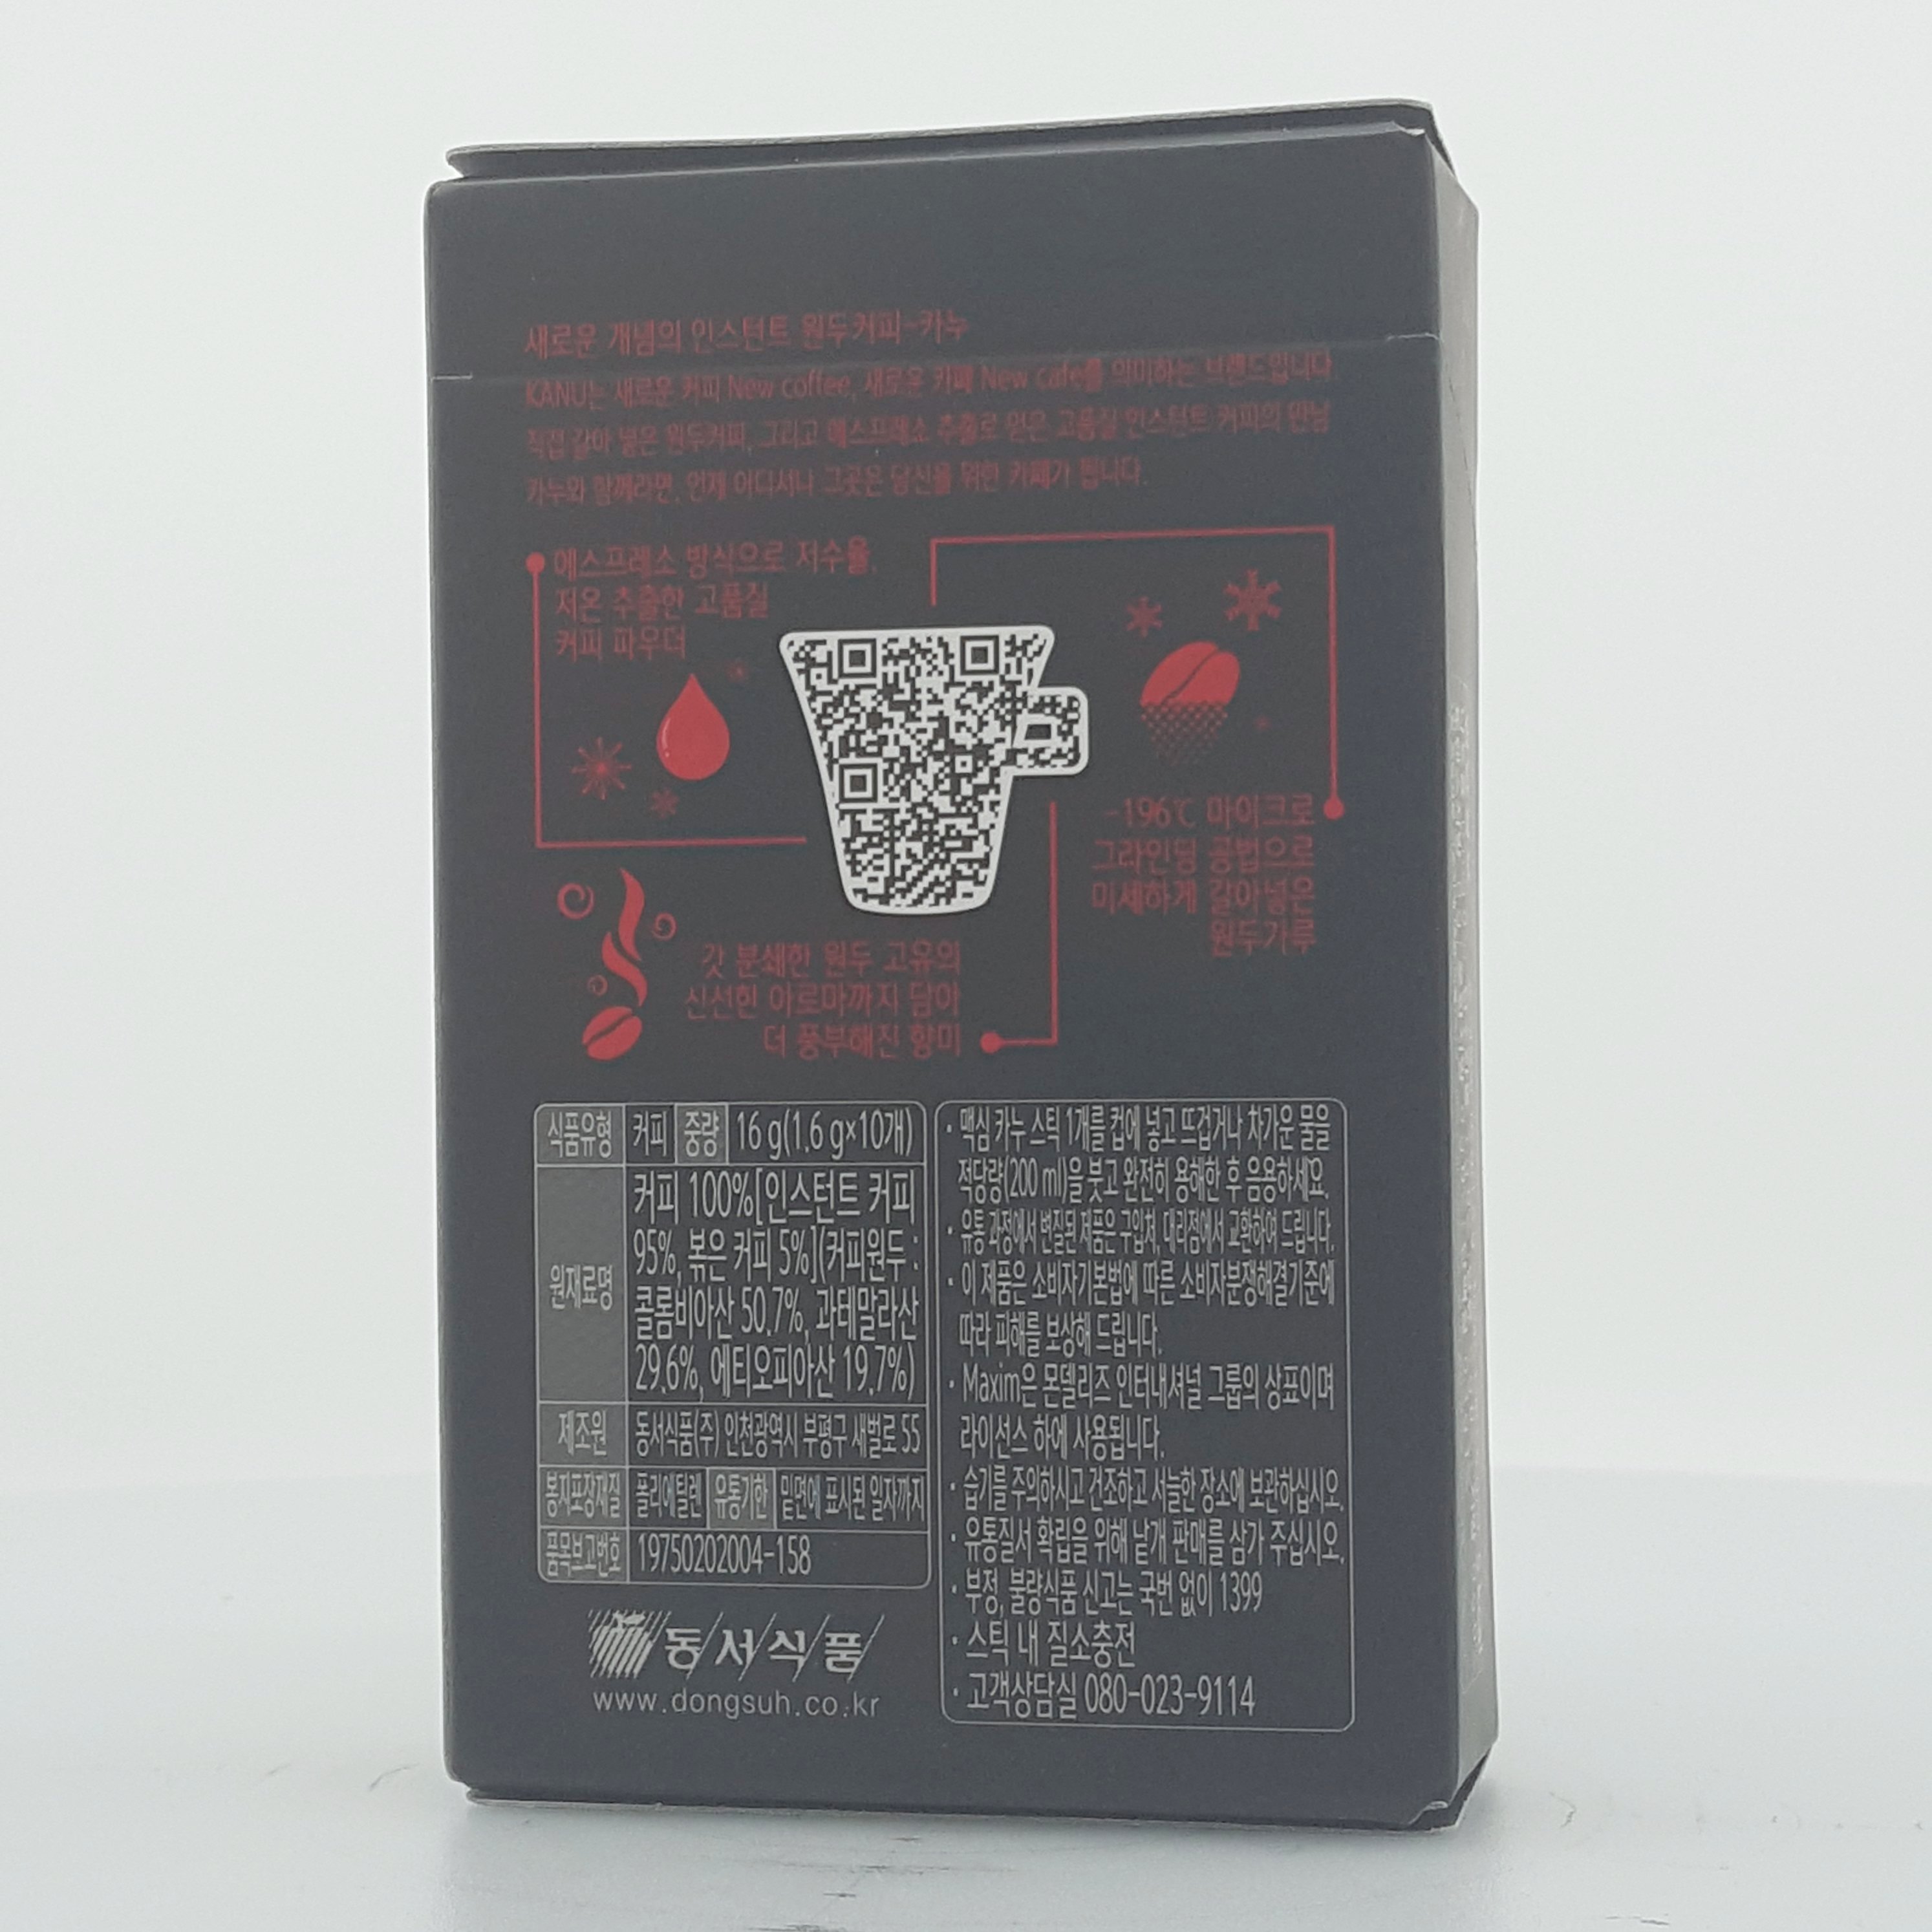 새로운 개념의 인스턴트 원두커피-카누
KANU는 새로운 커피 New coffee, 새로운 카페 New cafe를 의미하는 브랜드입니다
직접 갈아 넣은 원두커피, 그리고 에스프레소 추출로 얻은 고품질 인스턴트 커피의 만남
카누와 함께라면, 언제 어디서나 그곳은 당신을 위한 카페가 됩니다.
에스프레소 방식으로 저수율,
저온 추출한 고품질
커피 파우더
-196℃ 마이크로
그라인딩 공법으로
미세하게 갈아넣은
원두가루
갓 분쇄한 원두 고유의
신선한 아로마까지 담아
더 풍부해진 향미
식품유형 커피 중량 16 g(1.6 g×10개)
원재료명
커피 100%[인스턴트 커피
95%, 볶은 커피 5%](커피원두 :
콜롬비아산 50.7%, 과테말라산
29.6%, 에티오피아산 19.7%)
제조원 동서식품(주) 인천광역시 부평구 새벌로 55
봉지포장재질 폴리에틸렌 유통기한 밑면에 표시된 일자까지
품목보고번호 19750202004-158
동서식품
www.dongsuh.co.kr
· 맥심 카누 스틱 1개를 컵에 넣고 뜨겁거나 차가운 물을
적당량(200 ml)을 붓고 완전히 용해한 후 음용하세요.
· 유통 과정에서 변질된 제품은 구입처, 대리점에서 교환하여 드립니다.
· 이 제품은 소비자기본법에 따른 소비자분쟁해결기준에
따라 피해를 보상해 드립니다.
· Maxim은 몬델리즈 인터내셔널 그룹의 상표이며
라이선스 하에 사용됩니다.
· 습기를 주의하시고 건조하고 서늘한 장소에 보관하십시오.
· 유통질서 확립을 위해 낱개 판매를 삼가 주십시오.
· 부정, 불량식품 신고는 국번 없이 1399
· 스틱 내 질소충전
· 고객상담실 080-023-9114